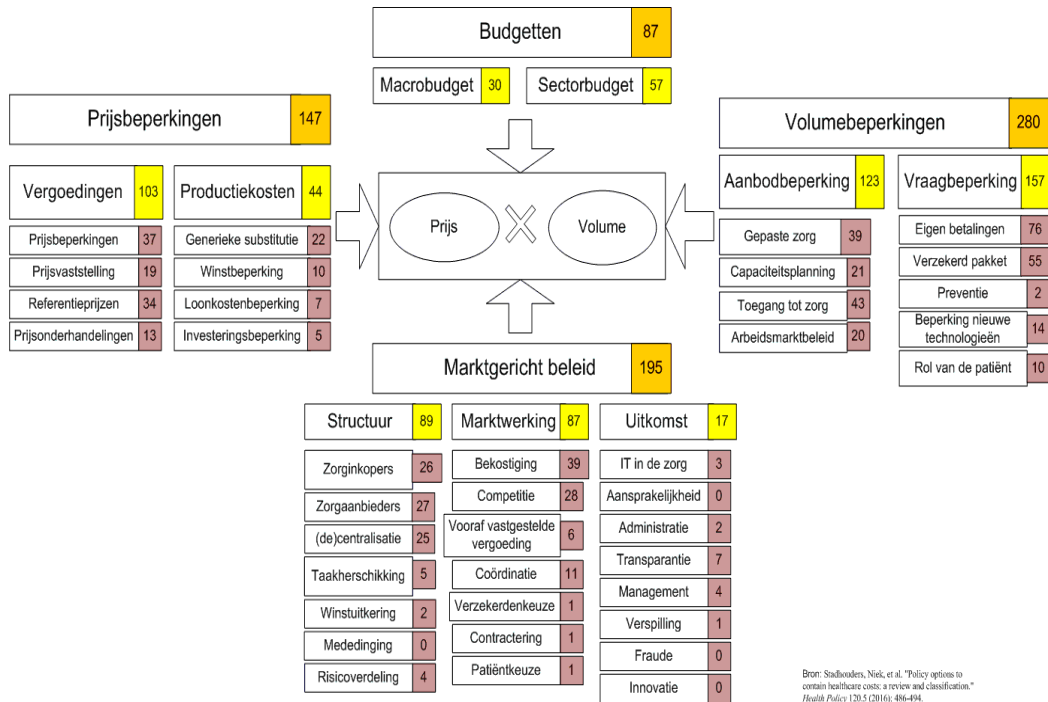 Budgetten 87
Macrobudget 30
Sectorbudget 57
Prijsbeperkingen 147
Vergoedingen 103
Prijsbeperkingen 37
Prijsvaststelling 19
Referentieprijzen 34
Prijsonderhandelingen 13
Productiekosten 44
Generieke substitutie 22
Winstbeperking 10
Loonkostenbeperking 7
Investeringsbeperking 5
Prijs
Volume
Volumebeperkingen 280
Aanbodbeperking 123
Gepaste zorg 39
Capaciteitsplanning 21
Toegang tot zorg 43
Arbeidsmarktbeleid 20
Vraagbeperking 157
Eigen betalingen 76
Verzekerd pakket 55
Preventie 2
Beperking nieuwe
technologieën 14
Rol van de patiënt 10
Marktgericht beleid 195
Structuur 89
Zorginkopers 26
Zorgaanbieders 27
(de)centralisatie 25
Taakherschikking 5
Winstuitkering 2
Mededinging 0
Risicoverdeling 4
Marktwerking 87
Bekostiging 39
Competitie 28
Vooraf vastgestelde
vergoeding 6
Coördinatie 11
Verzekerdenkeuze 1
Contractering 1
Patiëntkeuze 1
Uitkomst 17
IT in de zorg 3
Aansprakelijkheid 0
Administratie 2
Transparantie 7
Management 4
Verspilling 1
Fraude 0
Innovatie 0
Bron: Stadhouders, Niek, et al. "Policy options to
contain healthcare costs: a review and classification."
Health Policy 120.5 (2016): 486-494.